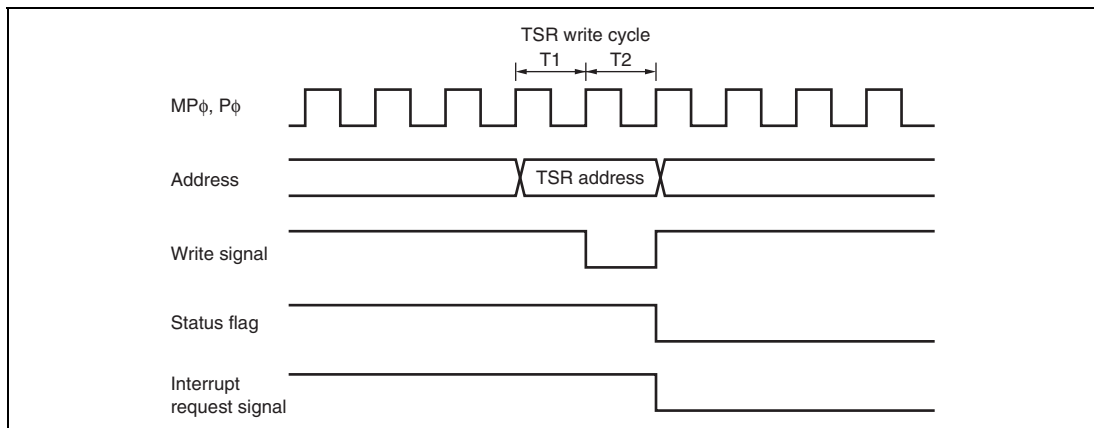 TSR write cycle
T1 T2
MPϕ, Pϕ
Address
TSR address
Write signal
Status flag
Interrupt
request signal